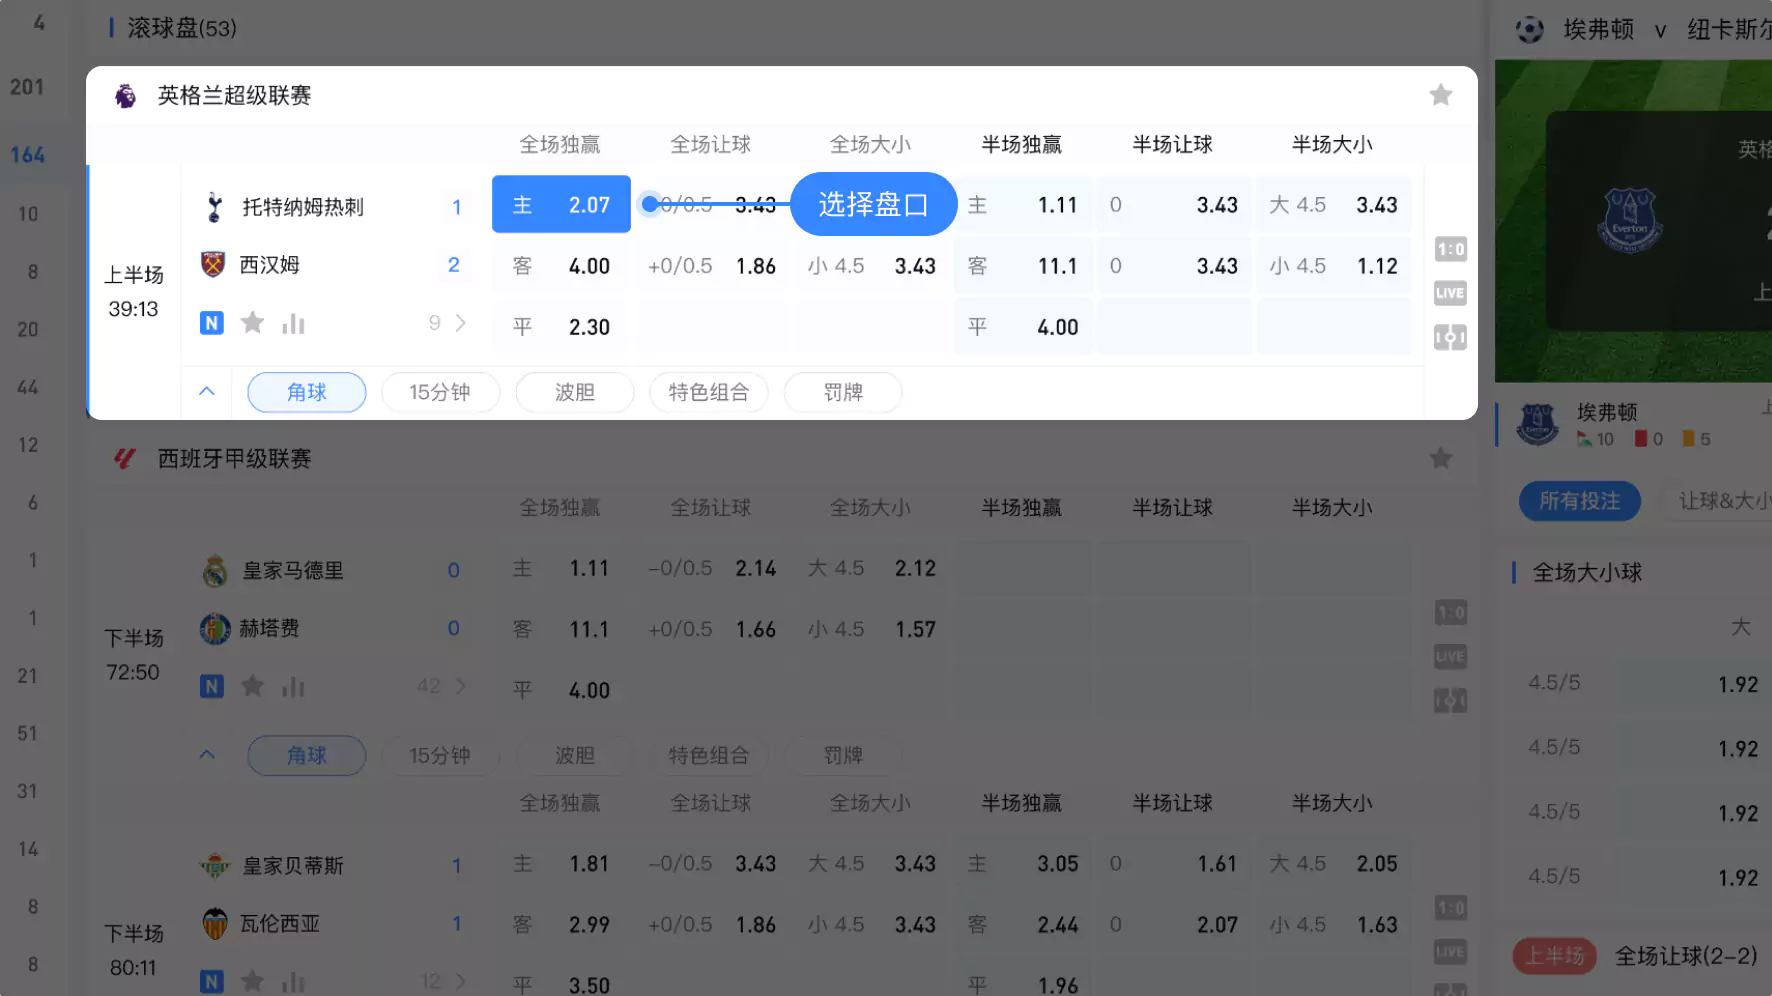 4
201
164
10
8
20
44
12
6
1
1
21
51
31
14
8
8
滚球盘(53)
英格兰超级联赛
全场独赢 全场让球 全场大小 半场独赢 半场让球 半场大小
托特纳姆热刺 1 主 2.07 -0/0.5 3.43 选择盘口 主 1.11 0 3.43 大 4.5 3.43
西汉姆 2 客 4.00 +0/0.5 1.86 小 4.5 3.43 客 11.1 0 3.43 小 4.5 1.12
上半场
39:13
N 9 平 2.30 平 4.00
1:0
LIVE
角球 15分钟 波胆 特色组合 罚牌
西班牙甲级联赛
全场独赢 全场让球 全场大小 半场独赢 半场让球 半场大小
皇家马德里 0 主 1.11 -0/0.5 2.14 大 4.5 2.12
赫塔费 0 客 11.1 +0/0.5 1.66 小 4.5 1.57
下半场
72:50
N 42 平 4.00
1:0
LIVE
角球 15分钟 波胆 特色组合 罚牌
全场独赢 全场让球 全场大小 半场独赢 半场让球 半场大小
皇家贝蒂斯 1 主 1.81 -0/0.5 3.43 大 4.5 3.43 主 3.05 0 1.61 大 4.5 2.05
瓦伦西亚 1 客 2.99 +0/0.5 1.86 小 4.5 3.43 客 2.44 0 2.07 小 4.5 1.63
下半场
80:11
N 12 平 3.50 平 1.96
1:0
LIVE
埃弗顿 v 纽卡斯尔
英格
Everton
上
埃弗顿 上
10 0 5
所有投注 让球&大小
全场大小球
大
4.5/5 1.92
4.5/5 1.92
4.5/5 1.92
4.5/5 1.92
上半场 全场让球(2-2)